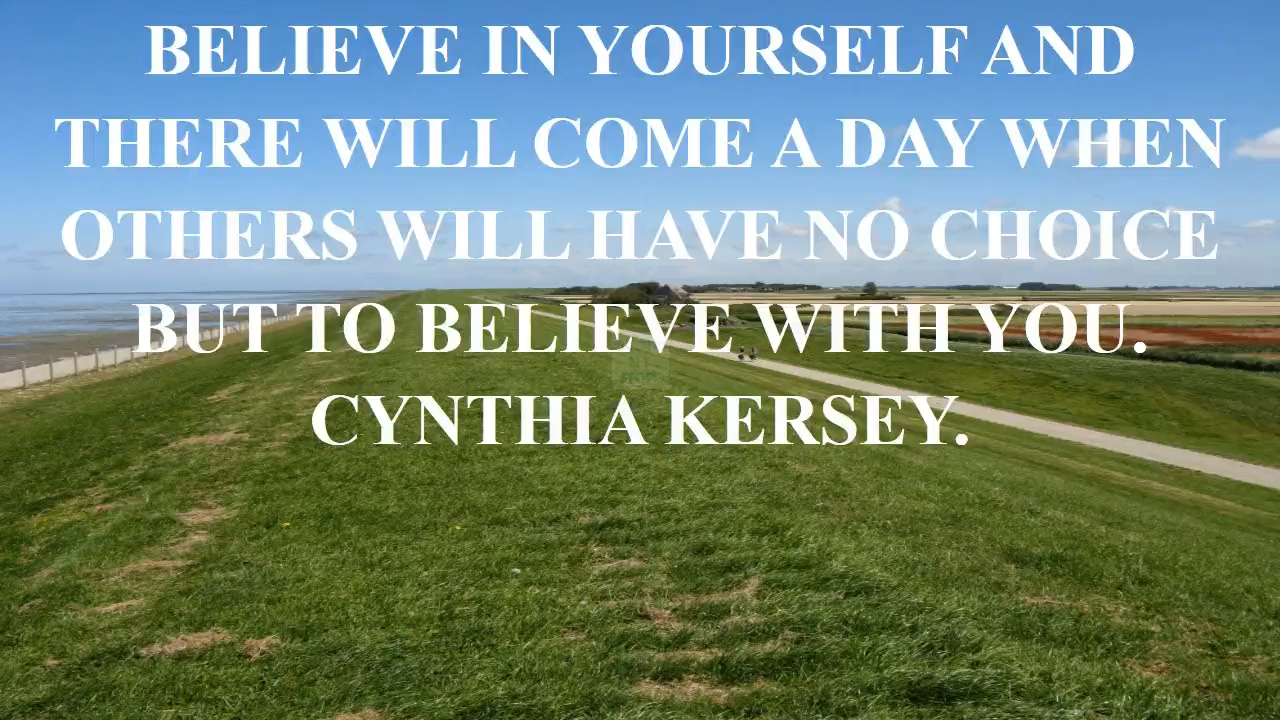 BELIEVE IN YOURSELF AND
THERE WILL COME A DAY WHEN
OTHERS WILL HAVE NO CHOICE
BUT TO BELIEVE WITH YOU.
CYNTHIA KERSEY.